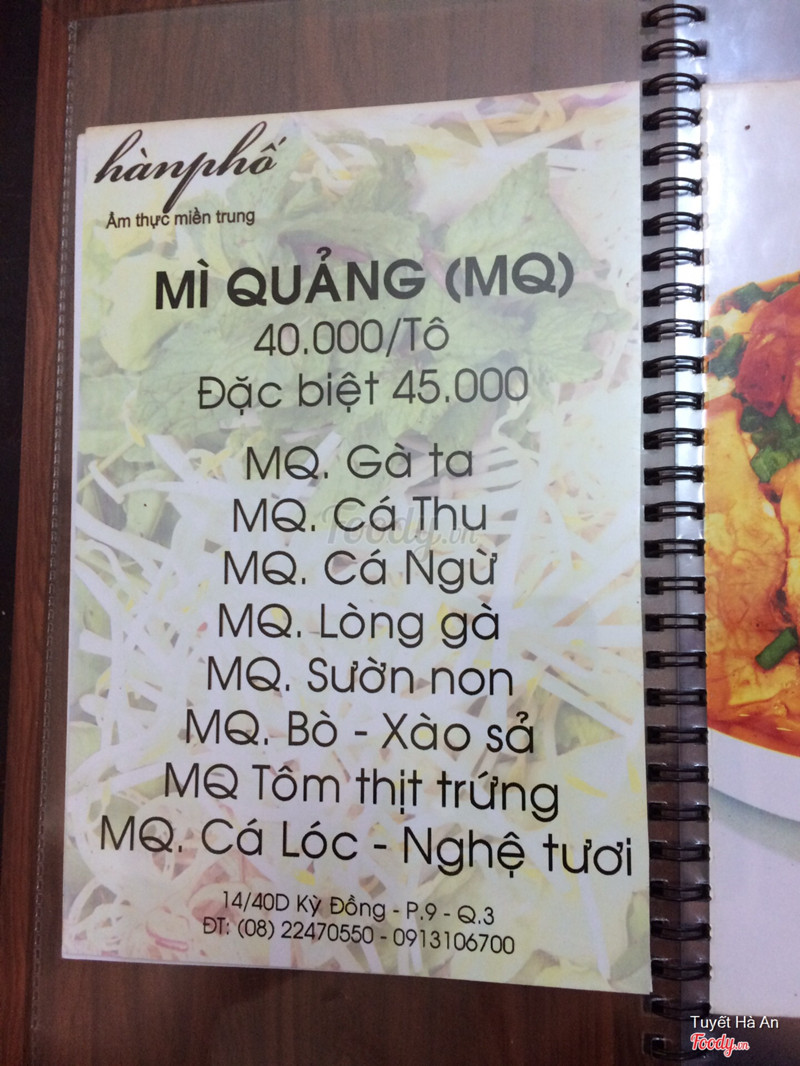 hànphố
Ẩm thực miền trung
MÌ QUẢNG (MQ)
40.000/Tô
Đặc biệt 45.000
MQ. Gà ta
MQ. Cá Thu
MQ. Cá Ngừ
MQ. Lòng gà
MQ. Sườn non
MQ. Bò - Xào sả
MQ Tôm thịt trứng
MQ. Cá Lóc - Nghệ tươi
14/40D Kỳ Đồng - P.9 - Q.3
ĐT: (08) 22470550 - 0913106700
Foody.vn
Tuyết Hà An
Foody.vn